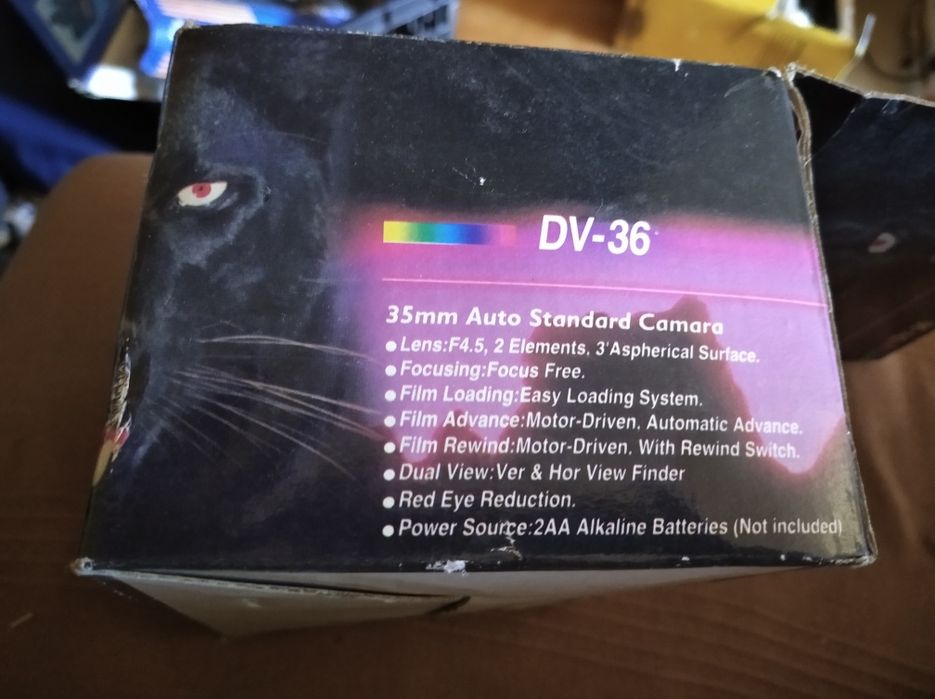 DV-36
35mm Auto Standard Camara
● Lens:F4.5, 2 Elements, 3'Aspherical Surface.
● Focusing:Focus Free.
● Film Loading:Easy Loading System.
● Film Advance:Motor-Driven, Automatic Advance.
● Film Rewind:Motor-Driven, With Rewind Switch.
● Dual View:Ver & Hor View Finder
● Red Eye Reduction.
● Power Source:2AA Alkaline Batteries (Not included)